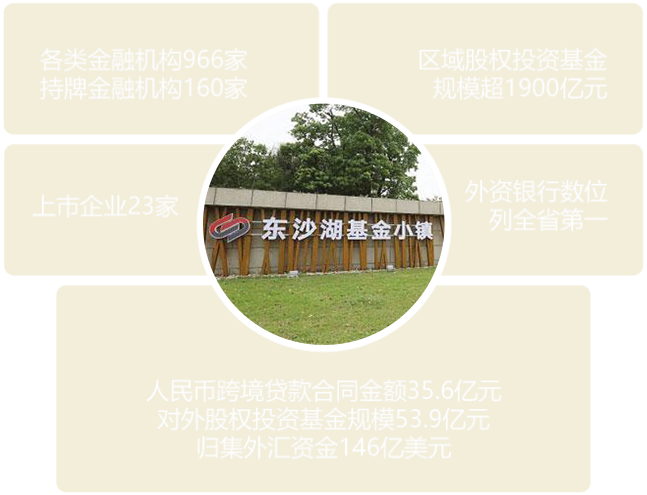 各类金融机构966家
持牌金融机构160家
区域股权投资基金
规模超1900亿元
上市企业23家
外资银行数位
列全省第一
东沙湖基金小镇
人民币跨境贷款合同金额35.6亿元
对外股权投资基金规模53.9亿元
归集外汇资金146亿美元